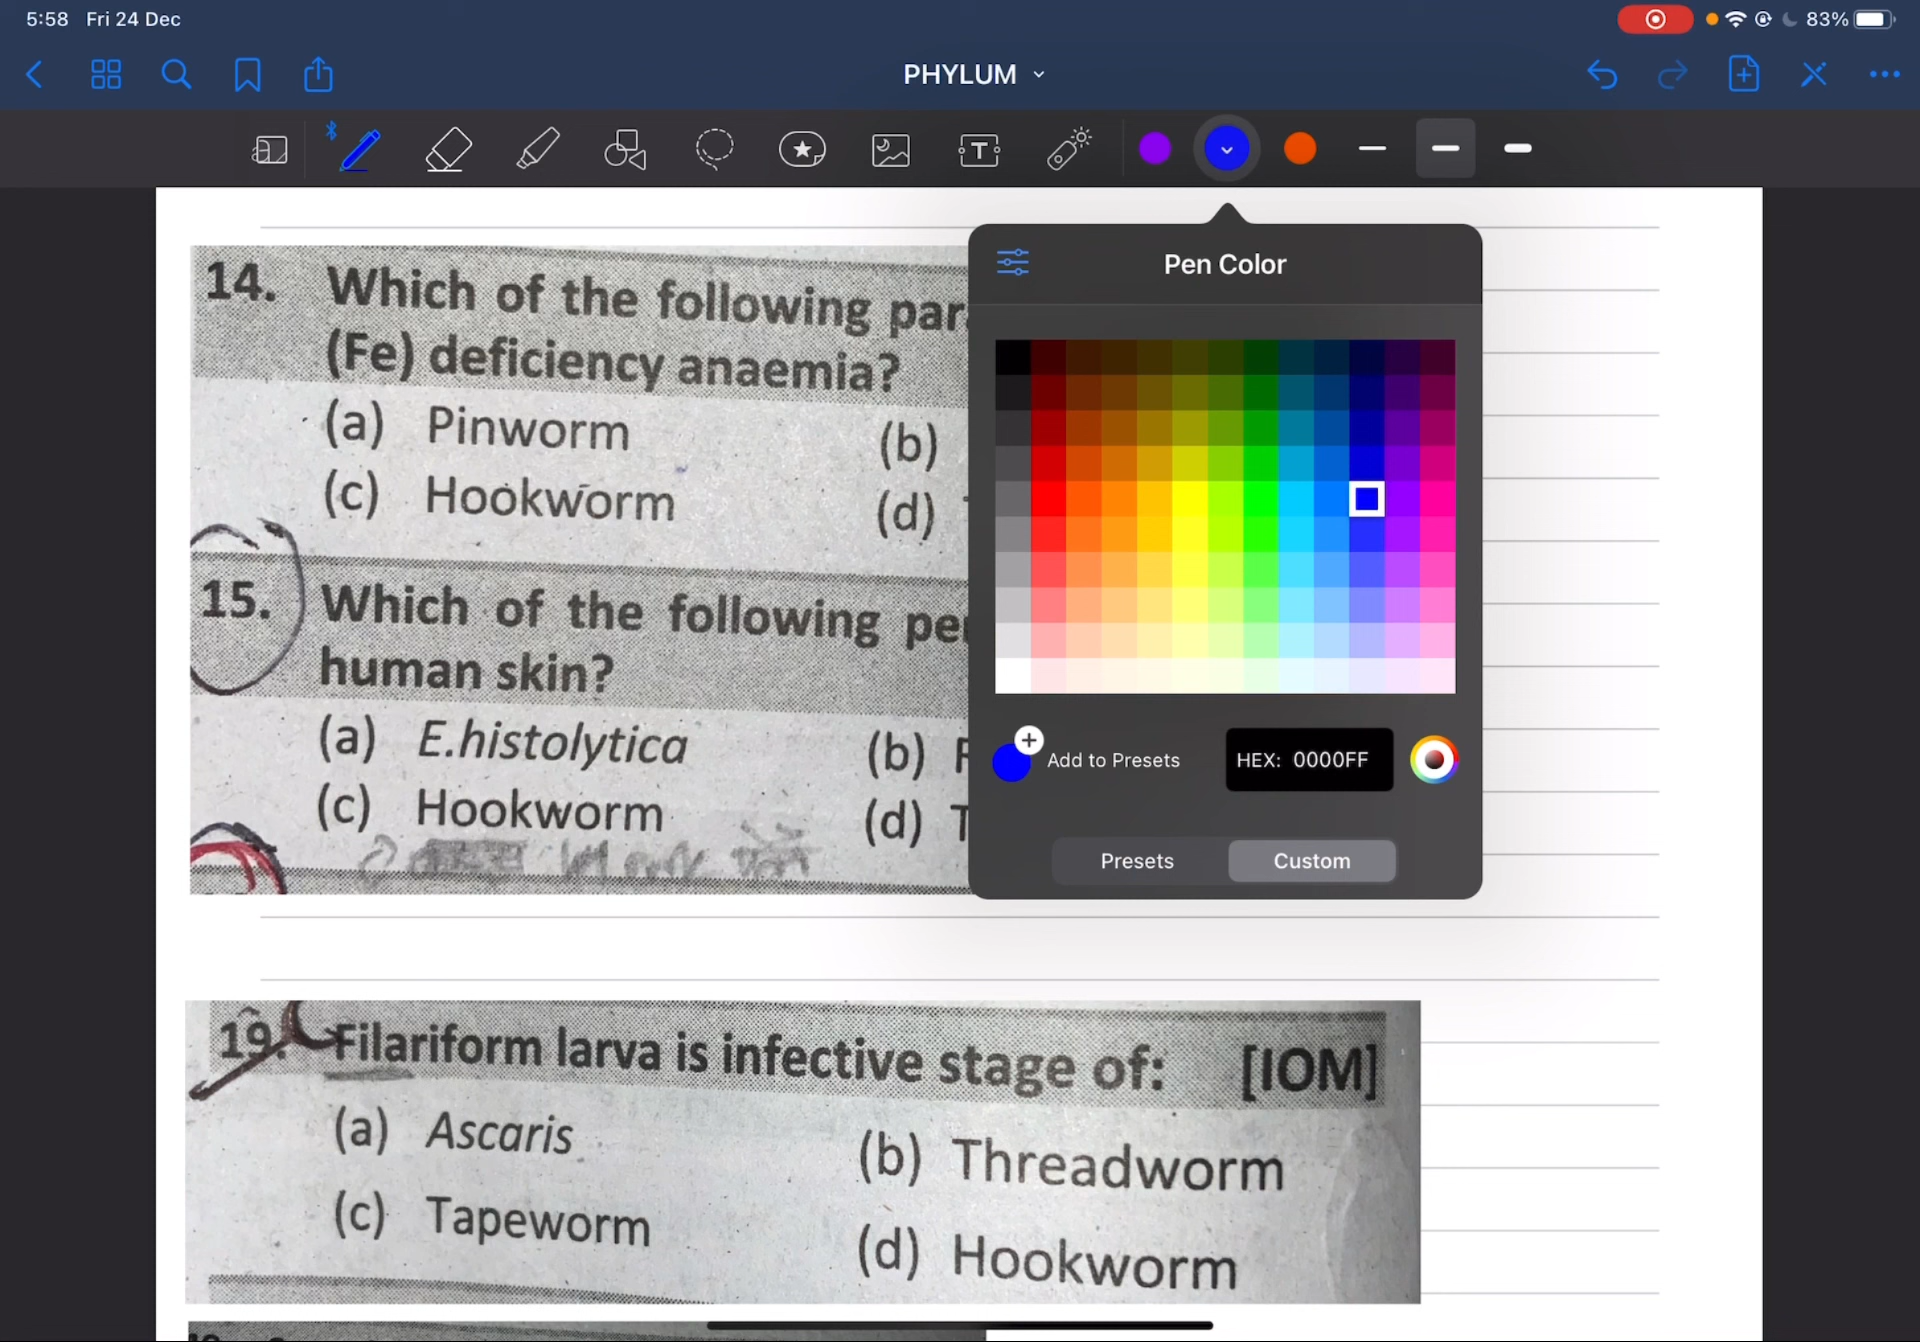 5:58 Fri 24 Dec
83%
PHYLUM
T
14. Which of the following par
(Fe) deficiency anaemia?
(a) Pinworm (b)
(c) Hookworm (d)
15. Which of the following pe
human skin?
(a) E.histolytica (b)
(c) Hookworm (d) T
Pen Color
Add to Presets
HEX: 0000FF
Presets Custom
19. Filariform larva is infective stage of: [IOM]
(a) Ascaris (b) Threadworm
(c) Tapeworm (d) Hookworm